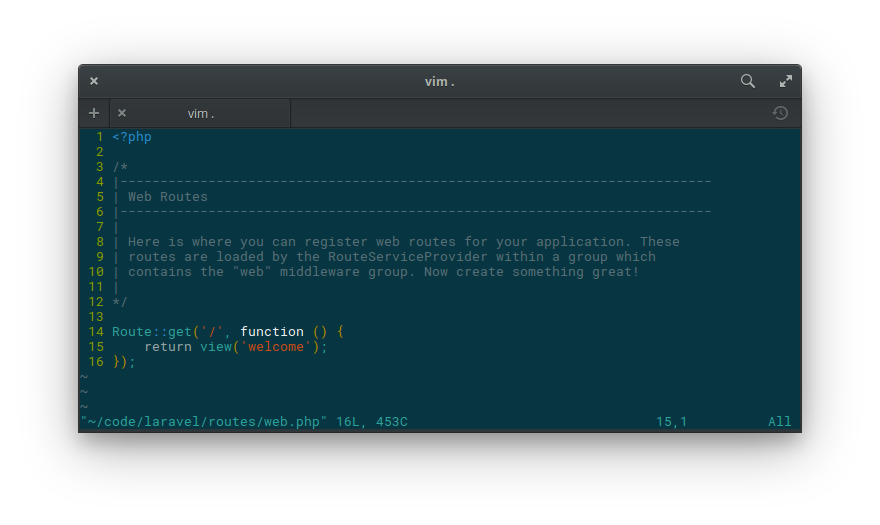 vim .
vim .
1 <?php
2
3 /*
4 |--------------------------------------------------------------------------
5 | Web Routes
6 |--------------------------------------------------------------------------
7 |
8 | Here is where you can register web routes for your application. These
9 | routes are loaded by the RouteServiceProvider within a group which
10 | contains the "web" middleware group. Now create something great!
11 |
12 */
13
14 Route::get('/', function () {
15     return view('welcome');
16 });
~
~
~
"~/code/laravel/routes/web.php" 16L, 453C 15,1 All